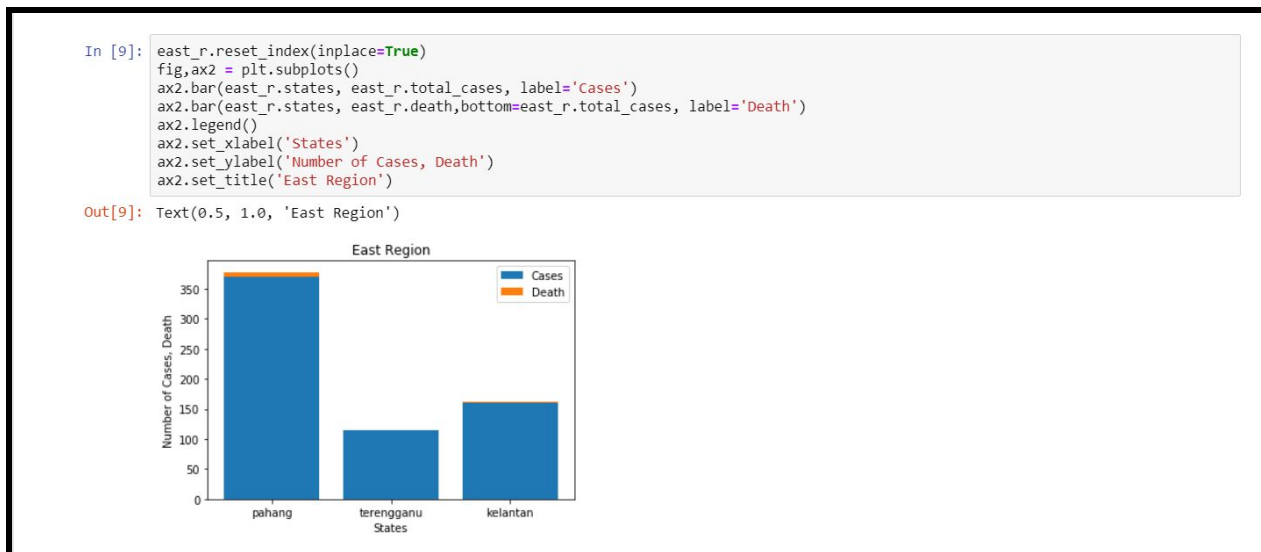 In [9]: east_r.reset_index(inplace=True)
fig,ax2 = plt.subplots()
ax2.bar(east_r.states, east_r.total_cases, label='Cases')
ax2.bar(east_r.states, east_r.death,bottom=east_r.total_cases, label='Death')
ax2.legend()
ax2.set_xlabel('States')
ax2.set_ylabel('Number of Cases, Death')
ax2.set_title('East Region')
Out[9]: Text(0.5, 1.0, 'East Region')
East Region
Cases
Death
Number of Cases, Death
350
300
250
200
150
100
50
0
pahang terengganu kelantan
States